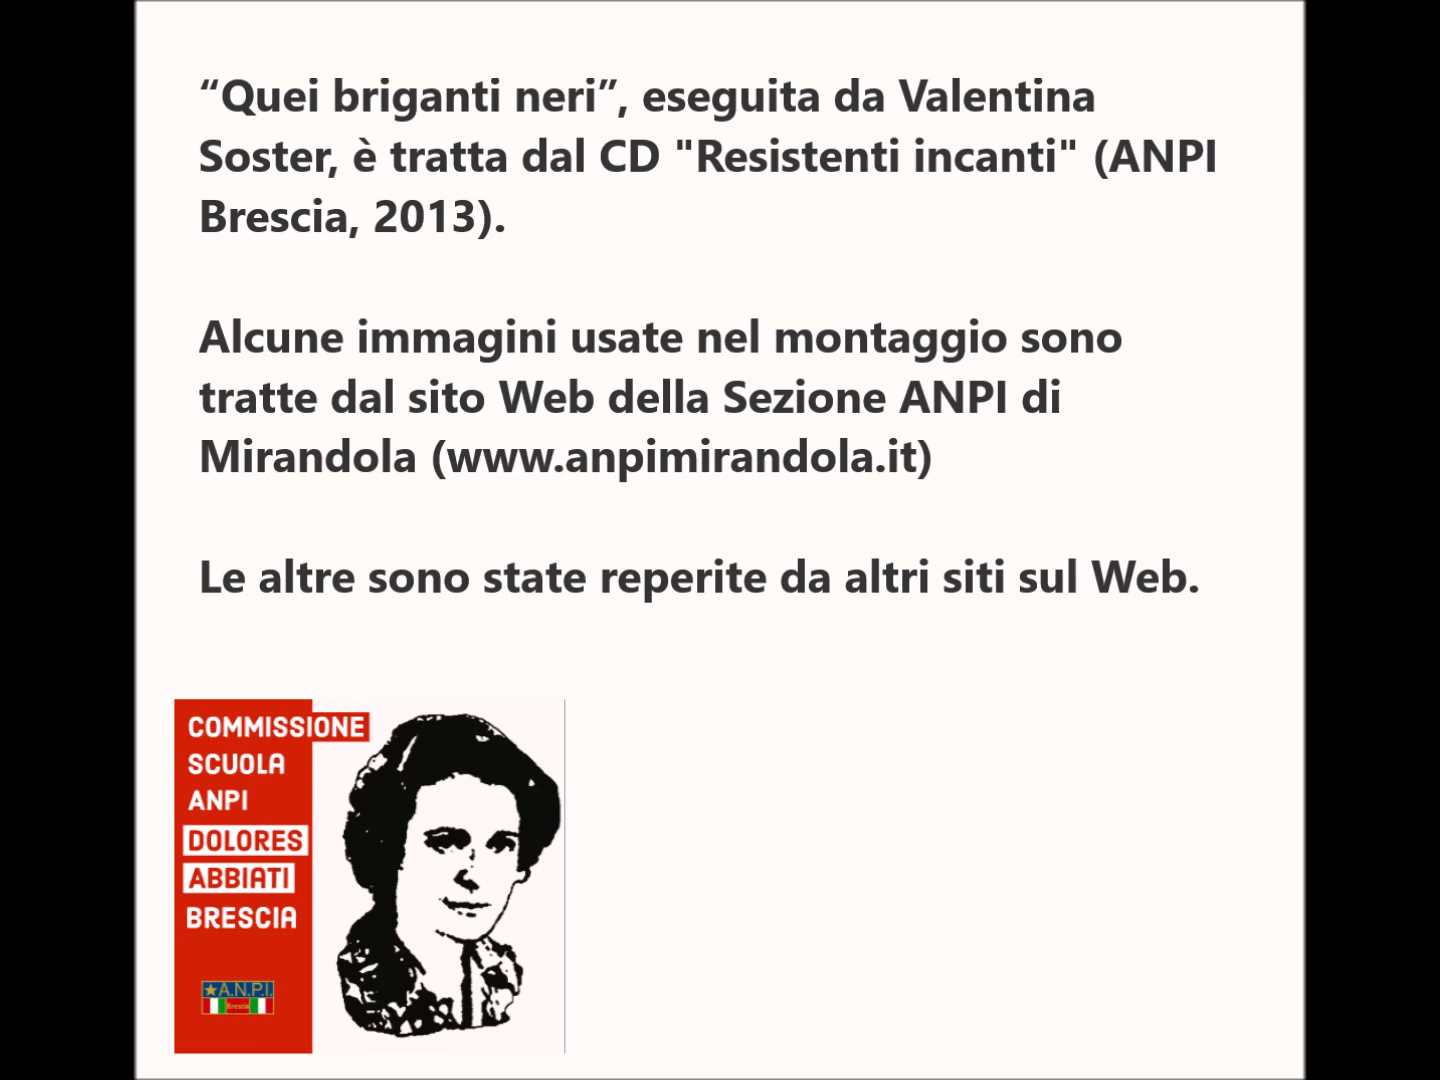 “Quei briganti neri”, eseguita da Valentina
Soster, è tratta dal CD "Resistenti incanti" (ANPI
Brescia, 2013).
Alcune immagini usate nel montaggio sono
tratte dal sito Web della Sezione ANPI di
Mirandola (www.anpimirandola.it)
Le altre sono state reperite da altri siti sul Web.
COMMISSIONE
SCUOLA
ANPI
DOLORES
ABBIATI
BRESCIA
A.N.P.I.
Brescia